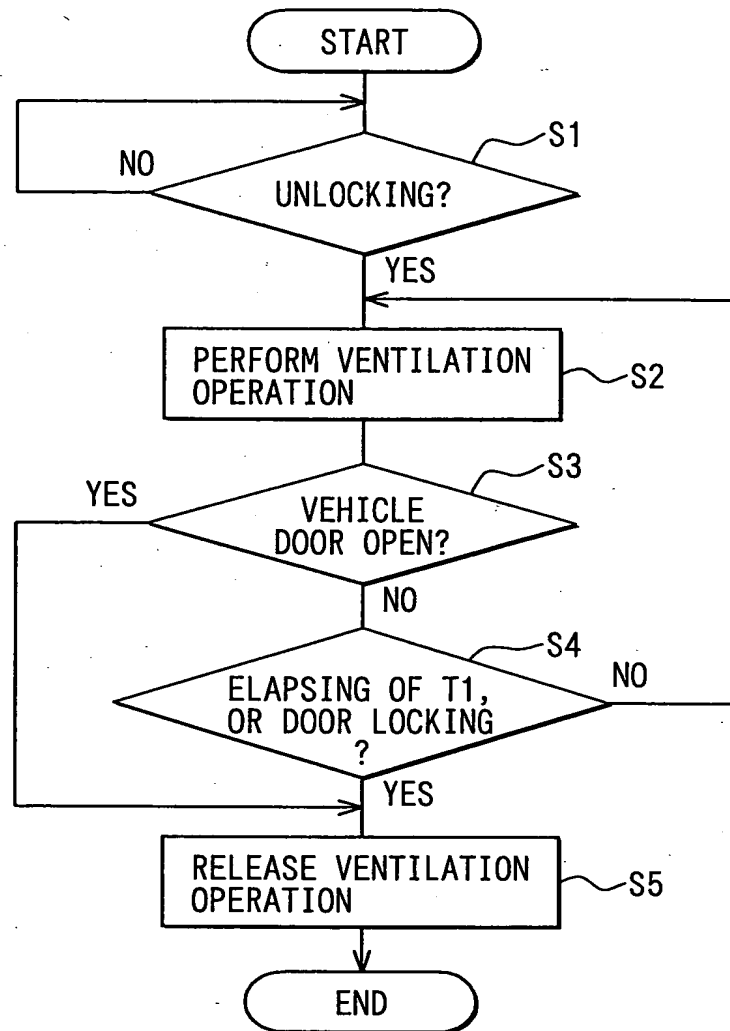 START
S1
NO
UNLOCKING?
YES
PERFORM VENTILATION
OPERATION
S2
S3
YES
VEHICLE
DOOR OPEN?
NO
S4
ELAPSING OF T1,
OR DOOR LOCKING
?
NO
YES
RELEASE VENTILATION
OPERATION
S5
END